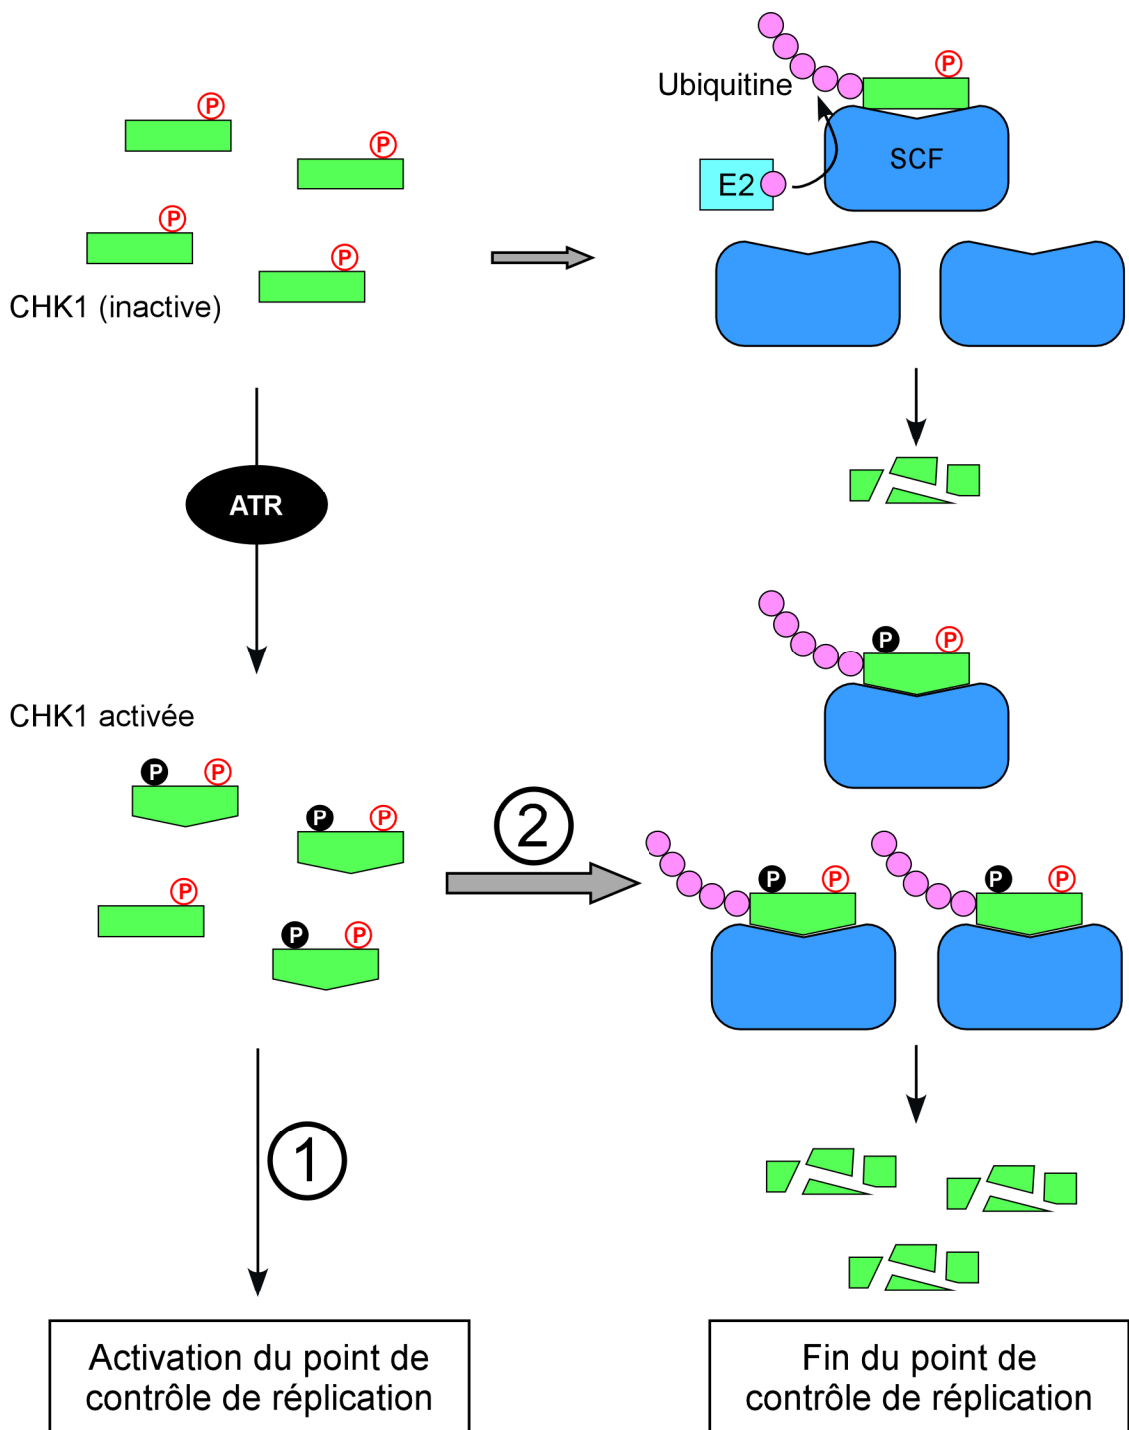 P
Ubiquitine
P
P
SCF
E2
P
P
CHK1 (inactive)
ATR
P P
CHK1 activée
P P
2
P P
P P
P P
P
P P
1
Activation du point de
contrôle de réplication
Fin du point de
contrôle de réplication